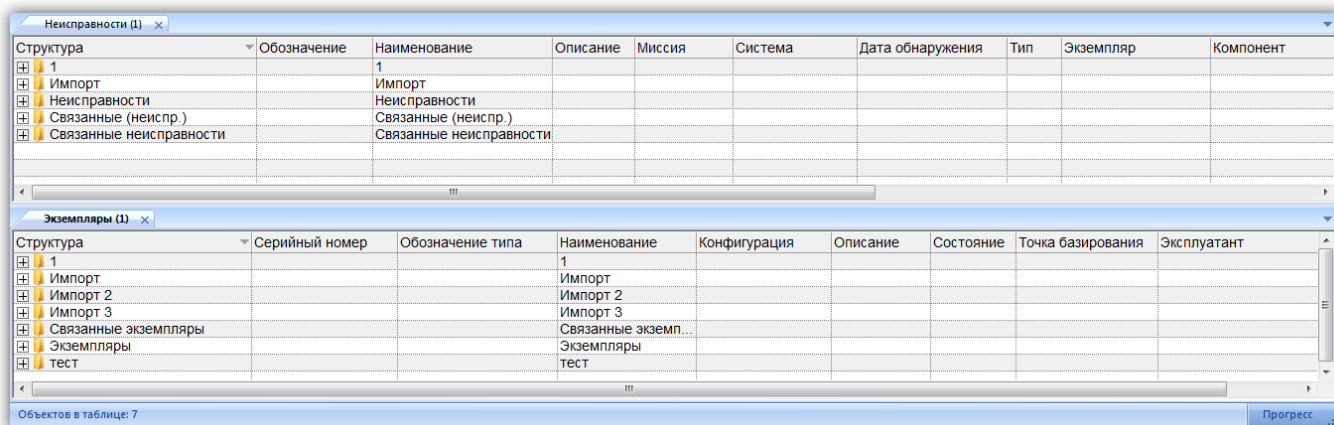 Неисправности (1)
Структура Обозначение Наименование Описание Миссия Система Дата обнаружения Тип Экземпляр Компонент
1 1
Импорт Импорт
Неисправности Неисправности
Связанные (неиспр.) Связанные (неиспр.)
Связанные неисправности Связанные неисправности
Экземпляры (1)
Структура Серийный номер Обозначение типа Наименование Конфигурация Описание Состояние Точка базирования Эксплуатант
1 1
Импорт Импорт
Импорт 2 Импорт 2
Импорт 3 Импорт 3
Связанные экземпляры Связанные экземп...
Экземпляры Экземпляры
тест тест
Объектов в таблице: 7 Прогресс